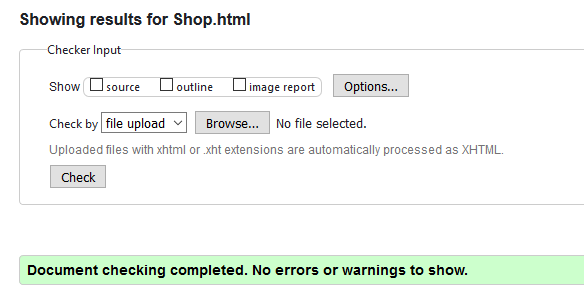 Showing results for Shop.html
Checker Input
Show source outline image report Options...
Check by file upload Browse... No file selected.
Uploaded files with xhtml or .xht extensions are automatically processed as XHTML.
Check
Document checking completed. No errors or warnings to show.